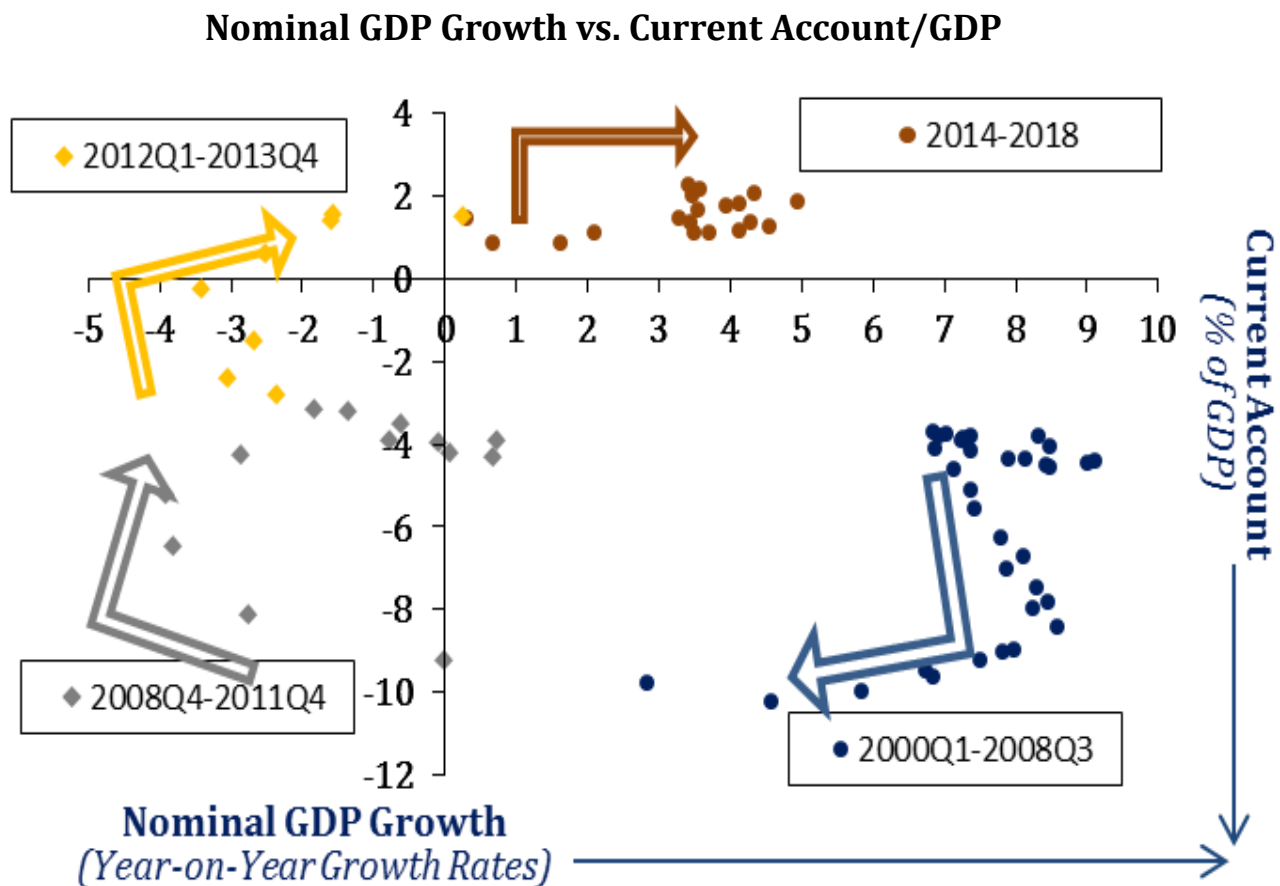 Nominal GDP Growth vs. Current Account/GDP
4
2012Q1-2013Q4
2014-2018
2
0
-5 -4 -3 -2 -1 0 1 2 3 4 5 6 7 8 9 10
-2
-4
-6
-8
2008Q4-2011Q4
-10
2000Q1-2008Q3
-12
Current Account
(% of GDP)
Nominal GDP Growth
(Year-on-Year Growth Rates)